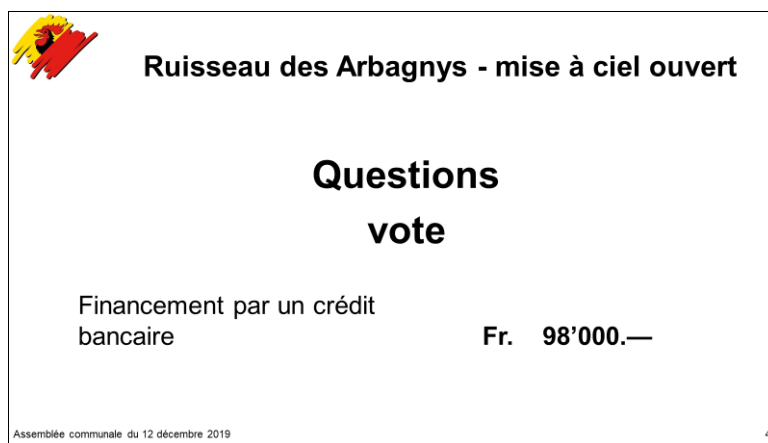 Ruisseau des Arbagnys - mise à ciel ouvert
Questions
vote
Financement par un crédit
bancaire Fr. 98’000.—
Assemblée communale du 12 décembre 2019